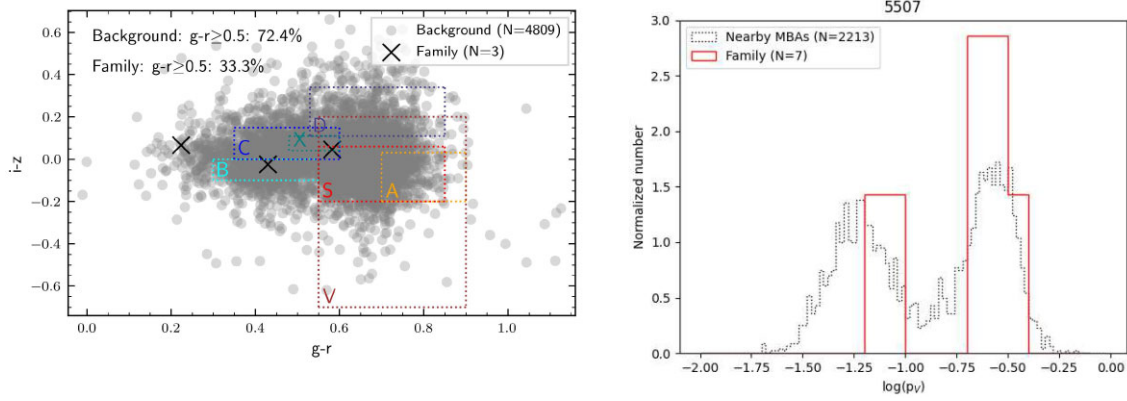 Background: g-r≥0.5: 72.4%
Family: g-r≥0.5: 33.3%
Background (N=4809)
Family (N=3)
0.6
0.4
0.2
0.0
−0.2
−0.4
−0.6
i-z
D
X
C
B
S
A
V
0.0 0.2 0.4 0.6 0.8 1.0
g-r
5507
Nearby MBAs (N=2213)
Family (N=7)
3.0
2.5
2.0
1.5
1.0
0.5
0.0
Normalized number
−2.00 −1.75 −1.50 −1.25 −1.00 −0.75 −0.50 −0.25 0.00
log(pV)